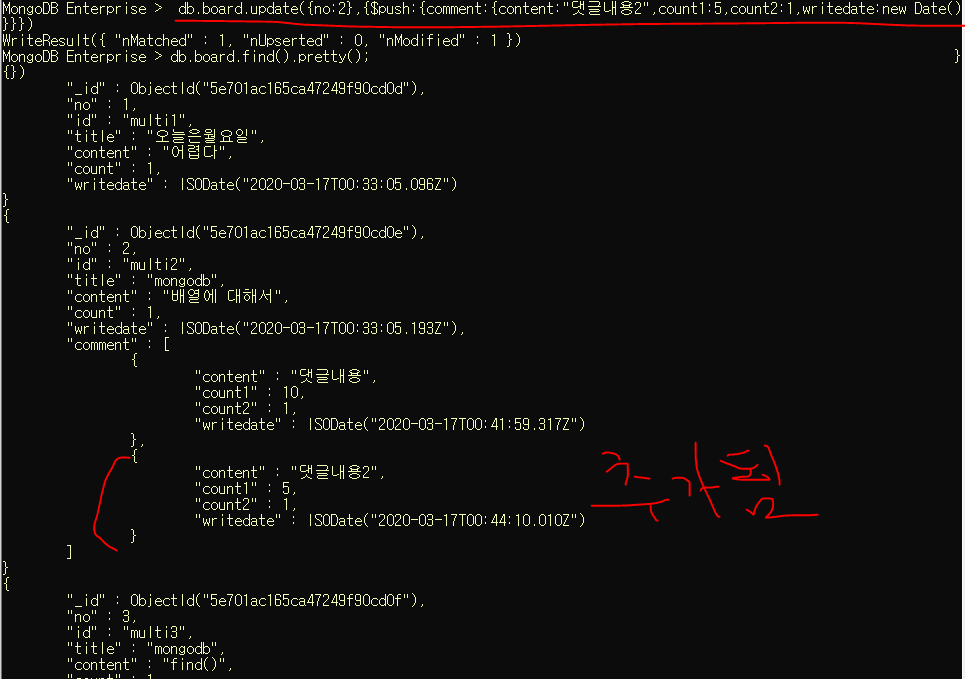 MongoDB Enterprise > db.board.update({no:2},{$push:{comment:{content:"댓글내용2",count1:5,count2:1,writedate:new Date()
}}})
WriteResult({ "nMatched" : 1, "nUpserted" : 0, "nModified" : 1 })
MongoDB Enterprise > db.board.find().pretty(); }
{})
"_id" : ObjectId("5e701ac165ca47249f90cd0d"),
"no" : 1,
"id" : "multi1",
"title" : "오늘은월요일",
"content" : "어렵다",
"count" : 1,
"writedate" : ISODate("2020-03-17T00:33:05.096Z")
}
{
"_id" : ObjectId("5e701ac165ca47249f90cd0e"),
"no" : 2,
"id" : "multi2",
"title" : "mongodb",
"content" : "배열에 대해서",
"count" : 1,
"writedate" : ISODate("2020-03-17T00:33:05.193Z"),
"comment" : [
{
"content" : "댓글내용",
"count1" : 10,
"count2" : 1,
"writedate" : ISODate("2020-03-17T00:41:59.317Z")
},
{
"content" : "댓글내용2",
"count1" : 5,
"count2" : 1,
"writedate" : ISODate("2020-03-17T00:44:10.010Z")
추가됨
}
]
}
{
"_id" : ObjectId("5e701ac165ca47249f90cd0f"),
"no" : 3,
"id" : "multi3",
"title" : "mongodb",
"content" : "find()",
"count" : 1